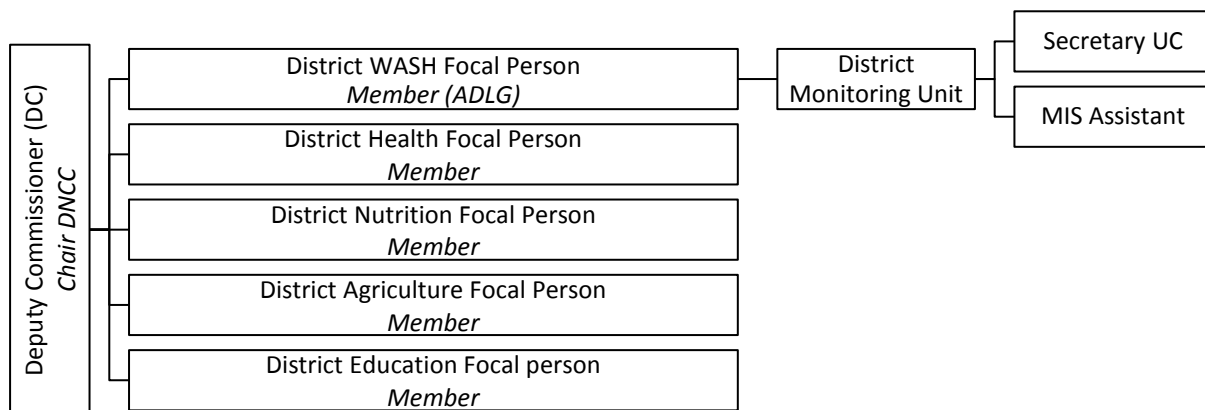 Deputy Commissioner (DC)
Chair DNCC
District WASH Focal Person
Member (ADLG)
District Health Focal Person
Member
District Nutrition Focal Person
Member
District Agriculture Focal Person
Member
District Education Focal person
Member
District
Monitoring Unit
Secretary UC
MIS Assistant